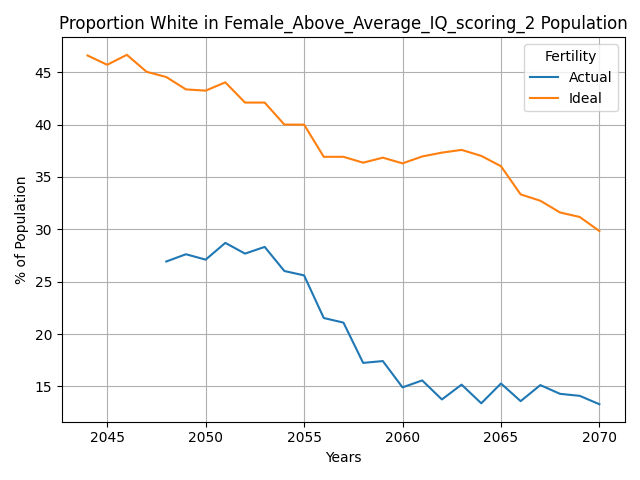 Proportion White in Female_Above_Average_IQ_scoring_2 Population
Fertility
Actual
Ideal
% of Population
45
40
35
30
25
20
15
2045 2050 2055 2060 2065 2070
Years